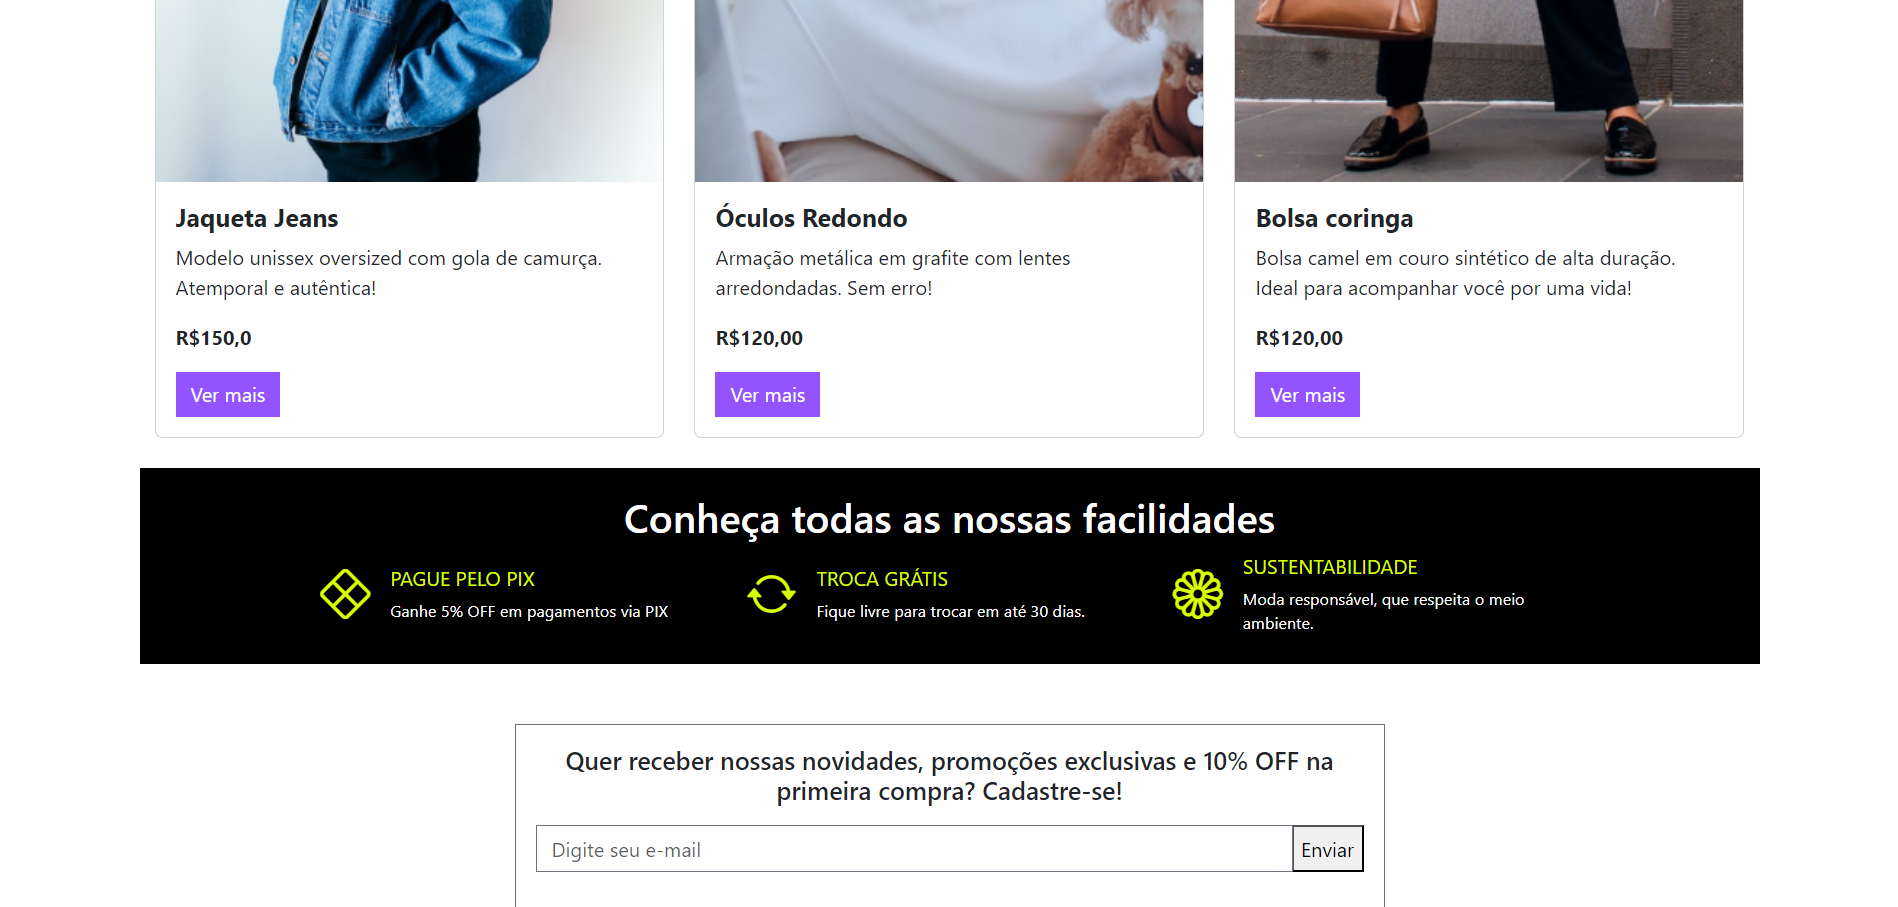 Jaqueta Jeans
Modelo unissex oversized com gola de camurça.
Atemporal e autêntica!
R$150,0
Ver mais
Óculos Redondo
Armação metálica em grafite com lentes
arredondadas. Sem erro!
R$120,00
Ver mais
Bolsa coringa
Bolsa camel em couro sintético de alta duração.
Ideal para acompanhar você por uma vida!
R$120,00
Ver mais
Conheça todas as nossas facilidades
PAGUE PELO PIX
Ganhe 5% OFF em pagamentos via PIX
TROCA GRÁTIS
Fique livre para trocar em até 30 dias.
SUSTENTABILIDADE
Moda responsável, que respeita o meio
ambiente.
Quer receber nossas novidades, promoções exclusivas e 10% OFF na
primeira compra? Cadastre-se!
Digite seu e-mail
Enviar